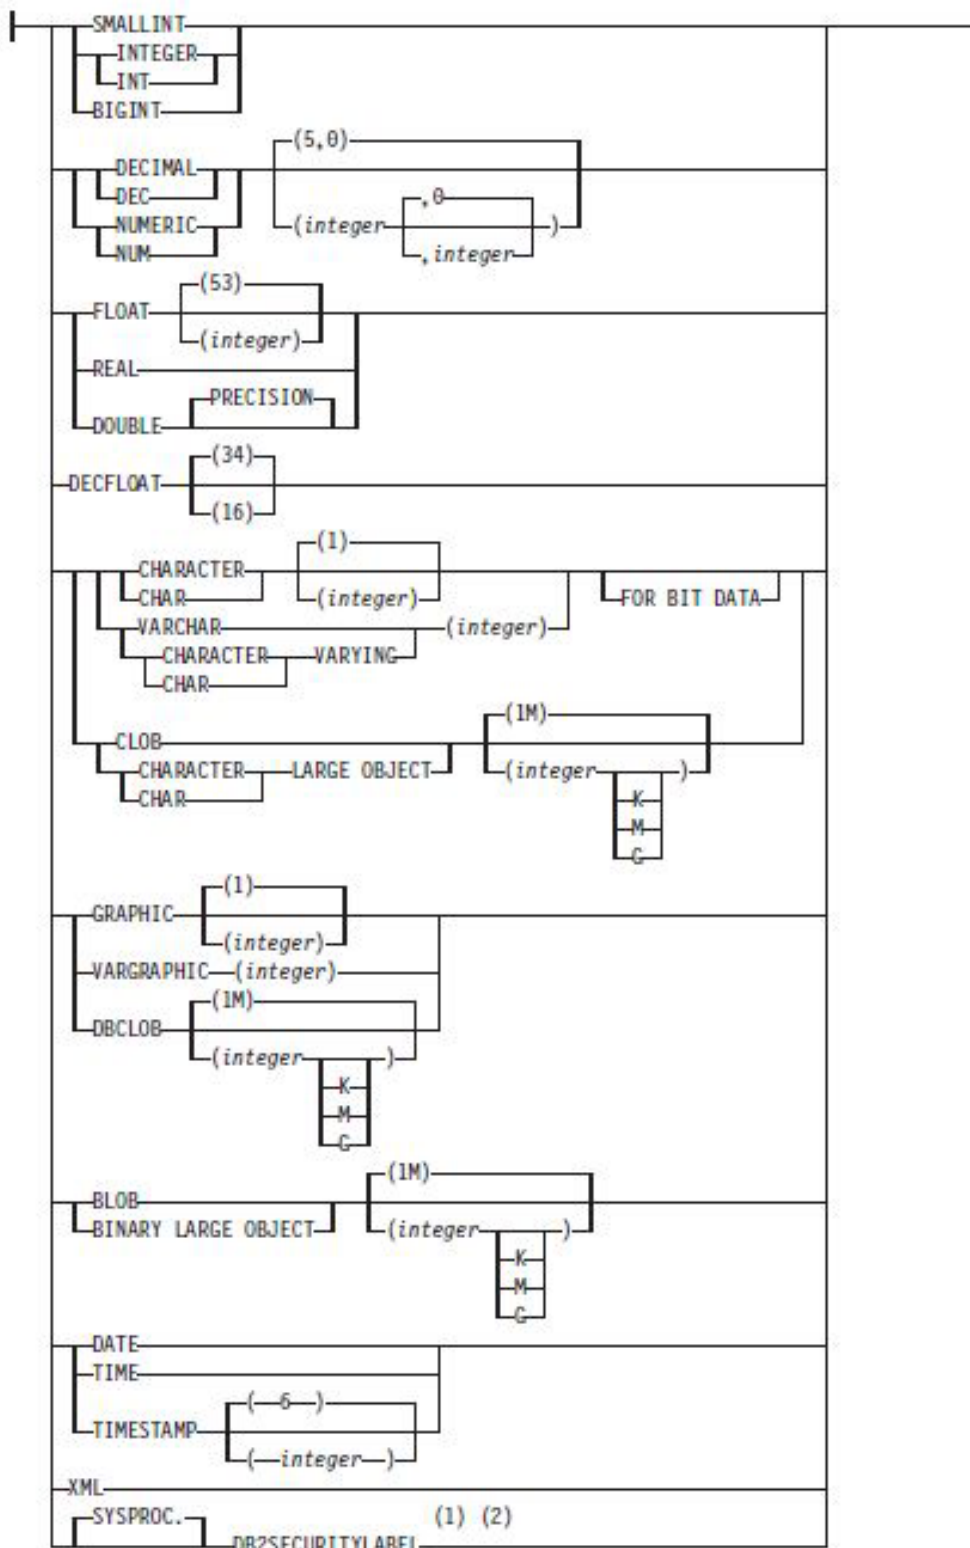 SMALLINT
INTEGER
INT
BIGINT
(5,0)
DECIMAL
DEC
,0
NUMERIC (integer )
NUM ,integer
(53)
FLOAT
(integer)
REAL
PRECISION
DOUBLE
(34)
DECFLOAT
(16)
(1)
CHARACTER
CHAR (integer) FOR BIT DATA
VARCHAR (integer)
CHARACTER VARYING
CHAR
(1M)
CLOB
CHARACTER LARGE OBJECT (integer )
CHAR K
M
G
(1)
GRAPHIC
(integer)
VARGRAPHIC (integer)
(1M)
DBCLOB
(integer )
K
M
G
(1M)
BLOB
BINARY LARGE OBJECT (integer )
K
M
G
DATE
TIME
( 6 )
TIMESTAMP
( integer )
XML
SYSPROC. (1) (2)
DB2SECURITYLABEL